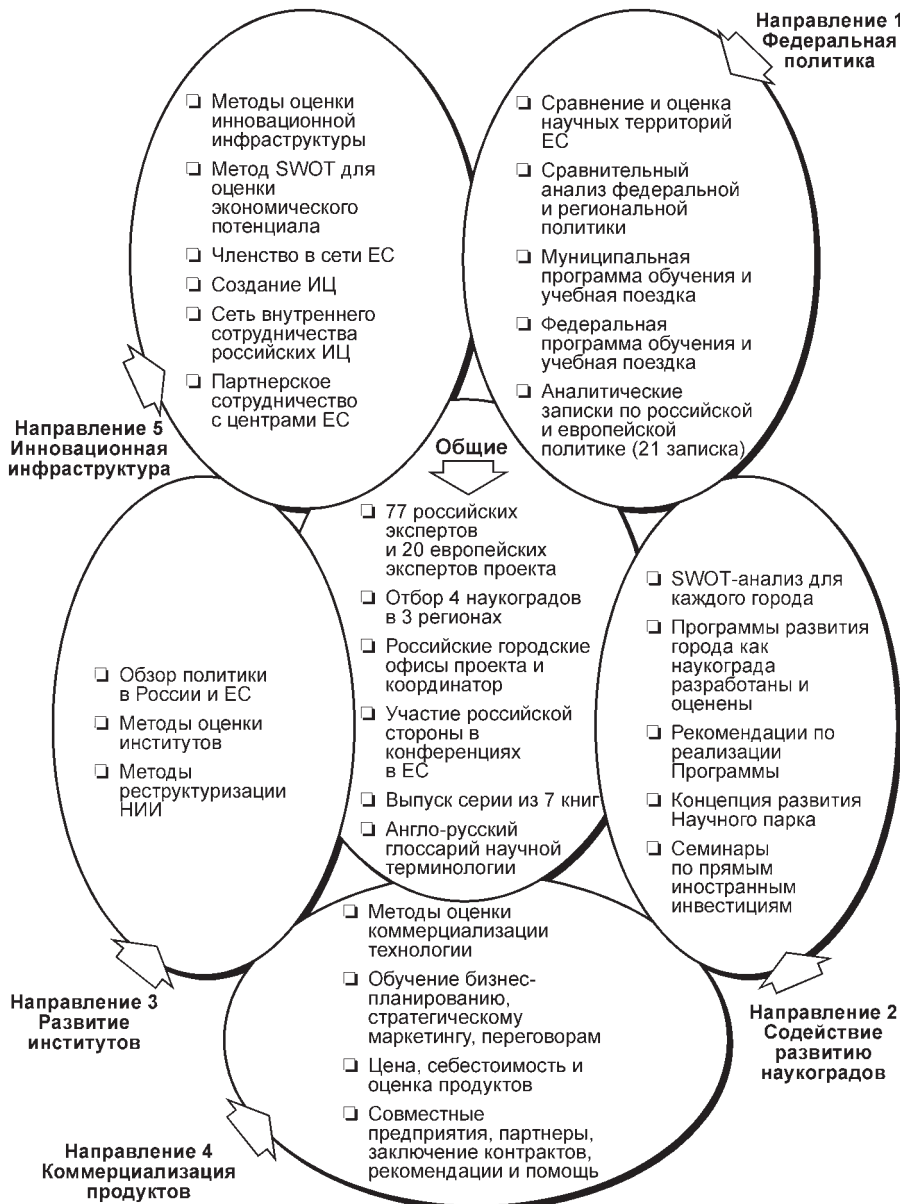 Направление 1
Федеральная
политика
❏ Сравнение и оценка
научных территорий
ЕС
❏ Сравнительный
анализ федеральной
и региональной
политики
❏ Муниципальная
программа обучения и
учебная поездка
❏ Федеральная
программа обучения и
учебная поездка
❏ Аналитические
записки по российской
и европейской
политике (21 записка)
❏ Методы оценки
инновационной
инфраструктуры
❏ Метод SWOT для
оценки
экономического
потенциала
❏ Членство в сети ЕС
❏ Создание ИЦ
❏ Сеть внутреннего
сотрудничества
российских ИЦ
❏ Партнерское
сотрудничество
с центрами ЕС
Направление 5
Инновационная
инфраструктура
Общие
❏ 77 российских
экспертов
и 20 европейских
экспертов проекта
❏ Отбор 4 наукоградов
в 3 регионах
❏ Российские городские
офисы проекта и
координатор
❏ Участие российской
стороны в
конференциях
в ЕС
❏ Выпуск серии из 7 книг
❏ Англо-русский
глоссарий научной
терминологии
❏ SWOT-анализ для
каждого города
❏ Программы развития
города как
наукограда
разработаны и
оценены
❏ Рекомендации по
реализации
Программы
❏ Концепция развития
Научного парка
❏ Семинары
по прямым
иностранным
инвестициям
Направление 2
Содействие
развитию
наукоградов
❏ Обзор политики
в России и ЕС
❏ Методы оценки
институтов
❏ Методы
реструктуризации
НИИ
Направление 3
Развитие
институтов
❏ Методы оценки
коммерциализации
технологии
❏ Обучение бизнес-
планированию,
стратегическому
маркетингу, переговорам
❏ Цена, себестоимость и
оценка продуктов
❏ Совместные
предприятия, партнеры,
заключение контрактов,
рекомендации и помощь
Направление 4
Коммерциализация
продуктов